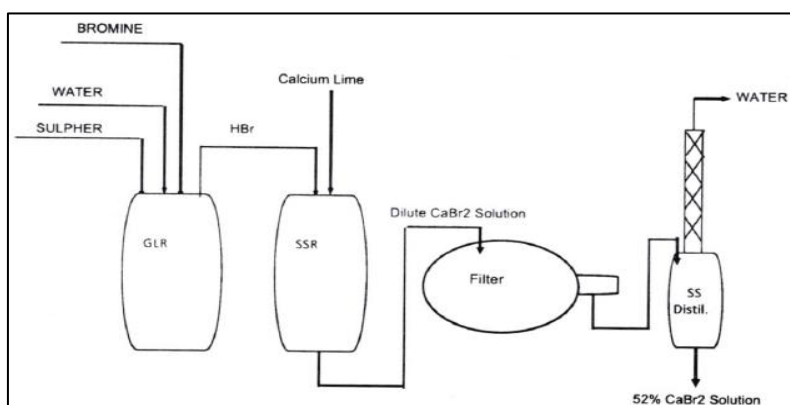 BROMINE
WATER
SULPHER
HBr
Calcium Lime
WATER
Dilute CaBr2 Solution
GLR
SSR
Filter
SS
Distil.
52% CaBr2 Solution